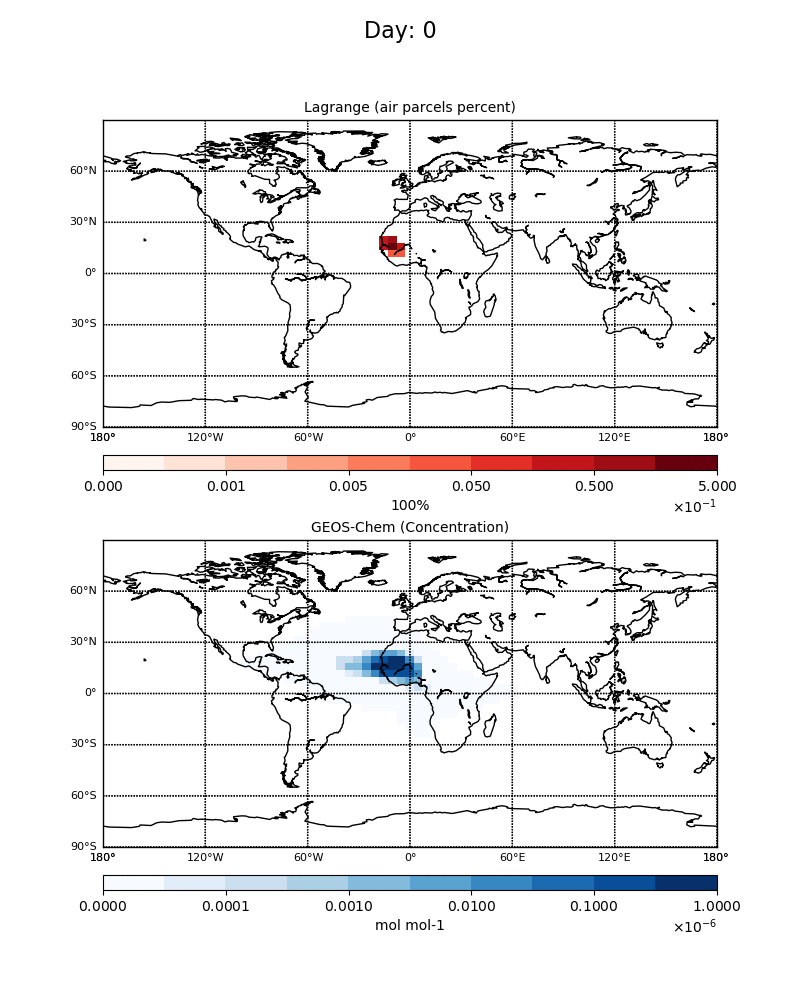 Day: 0
Lagrange (air parcels percent)
60°N
30°N
0°
30°S
60°S
90°S
180° 120°W 60°W 0° 60°E 120°E 180°
0.000 0.001 0.005 0.050 0.500 5.000
100% ×10⁻¹
GEOS-Chem (Concentration)
60°N
30°N
0°
30°S
60°S
90°S
180° 120°W 60°W 0° 60°E 120°E 180°
0.0000 0.0001 0.0010 0.0100 0.1000 1.0000
mol mol-1 ×10⁻⁶